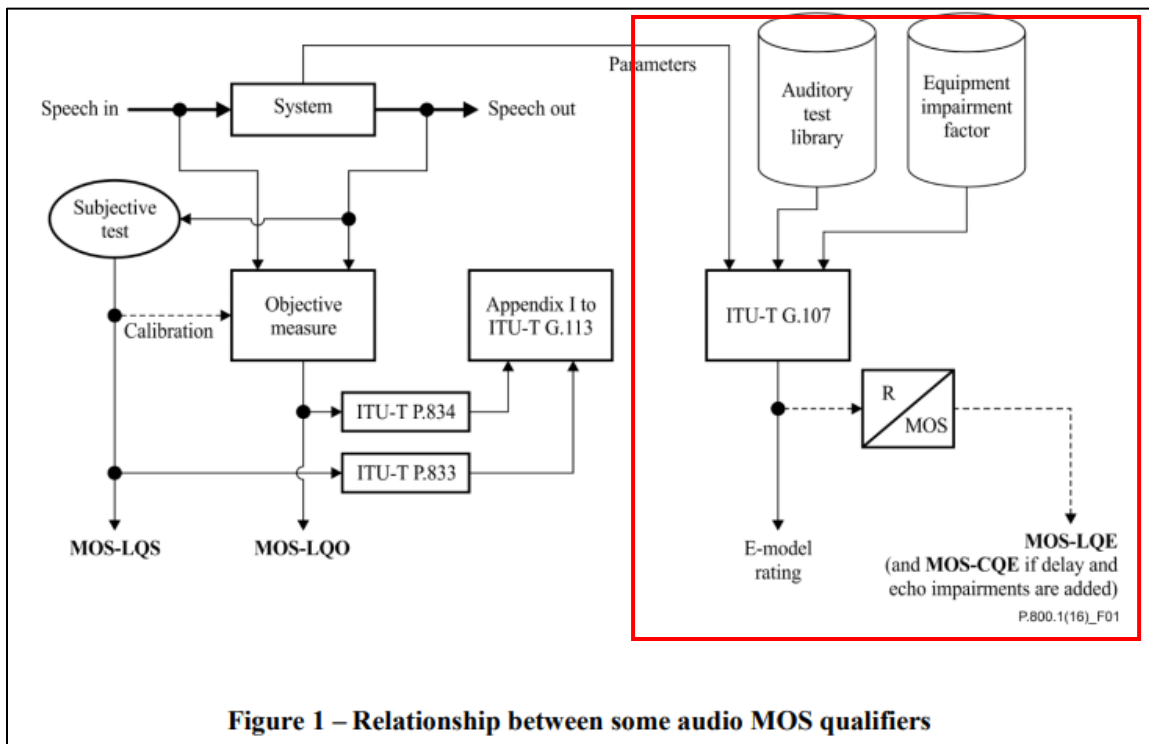 Parameters
Auditory
test
library
Equipment
impairment
factor
Speech in
System
Speech out
Subjective
test
Objective
measure
Appendix I to
ITU-T G.113
ITU-T G.107
Calibration
R
MOS
ITU-T P.834
ITU-T P.833
MOS-LQS
MOS-LQO
E-model
rating
MOS-LQE
(and MOS-CQE if delay and
echo impairments are added)
P.800.1(16)_F01
Figure 1 – Relationship between some audio MOS qualifiers